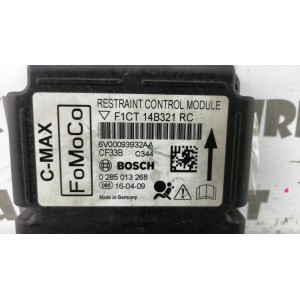 C-MAX
FoMoCo
RESTRAINT CONTROL MODULE
F1CT 14B321 RC
6V00093932AA
CF33B C344
BOSCH
0 285 013 268
086 16-04-09
Made in Germany